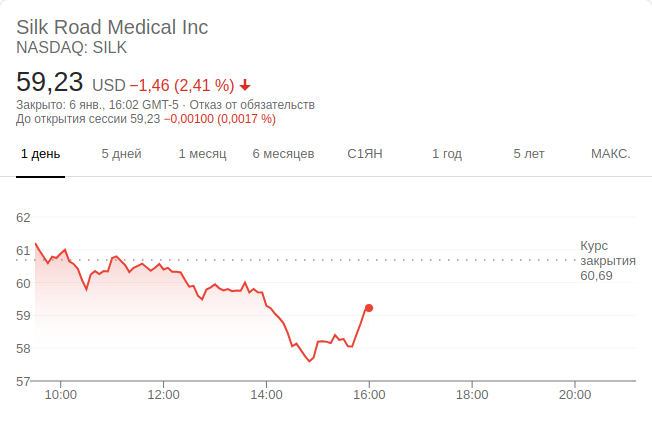 Silk Road Medical Inc
NASDAQ: SILK
59,23 USD −1,46 (2,41 %)
Закрыто: 6 янв., 16:02 GMT-5 · Отказ от обязательств
До открытия сессии 59,23 −0,00100 (0,0017 %)
1 день 5 дней 1 месяц 6 месяцев С1ЯН 1 год 5 лет МАКС.
62
Курс
61
закрытия
60,69
60
59
58
57
10:00 12:00 14:00 16:00 18:00 20:00